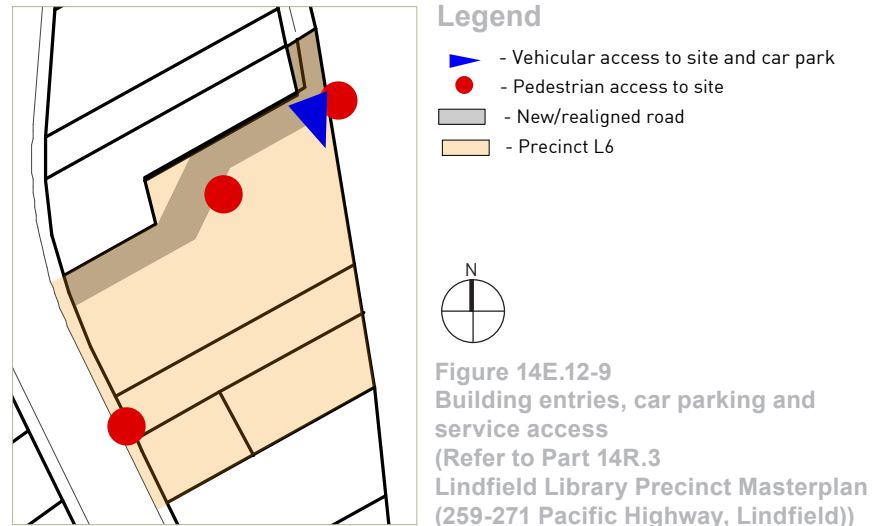 Legend
- Vehicular access to site and car park
- Pedestrian access to site
- New/realigned road
- Precinct L6
N
Figure 14E.12-9
Building entries, car parking and
service access
(Refer to Part 14R.3
Lindfield Library Precinct Masterplan
(259-271 Pacific Highway, Lindfield))